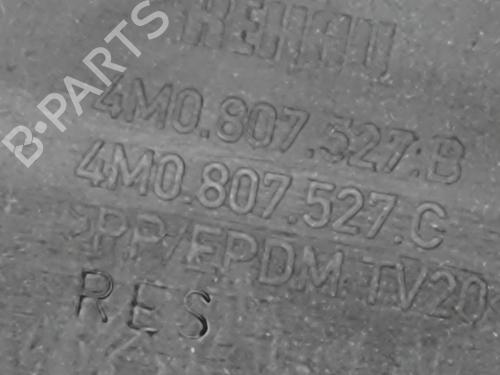 B-PARTS
REHAU
4M0.807.527.B
4M0.807.527.C
>PP/EPDM TV20
RES